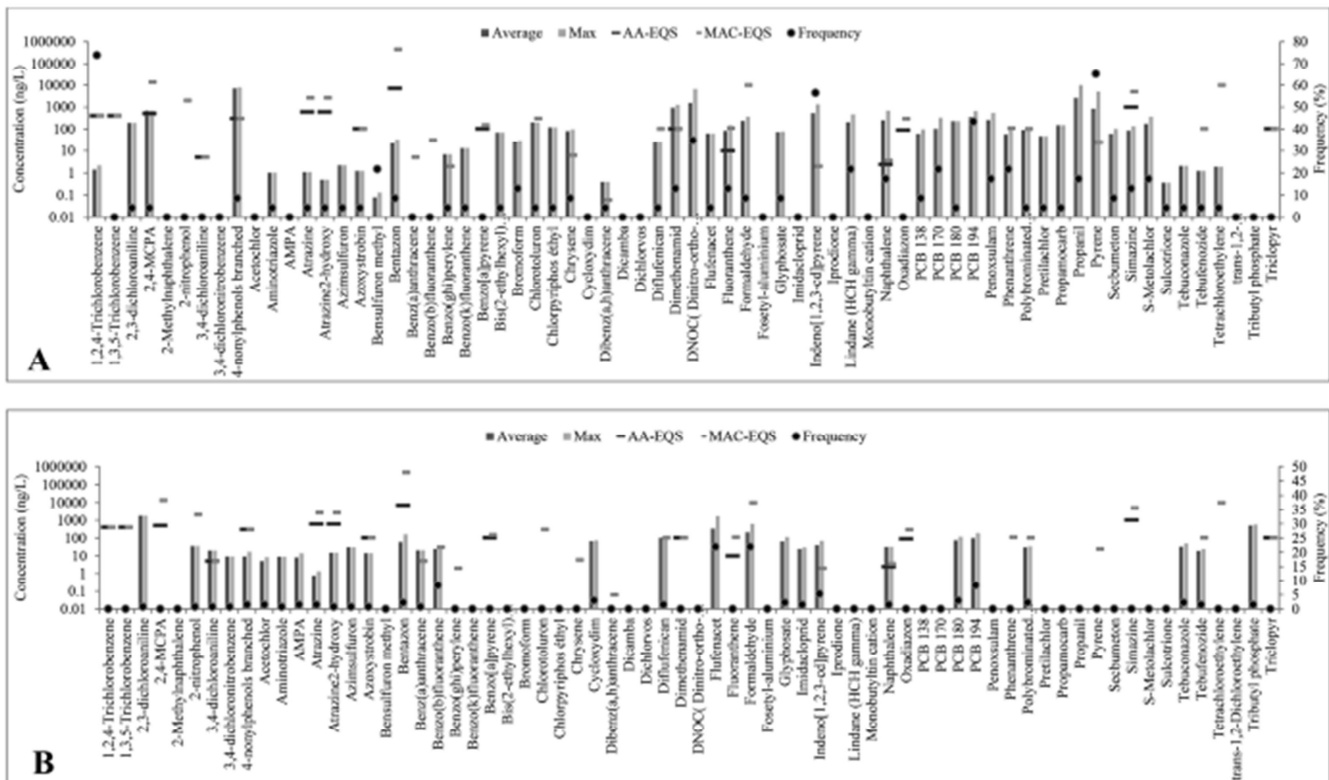 Average Max AA-EQS MAC-EQS Frequency
Concentration (ng/L)
1000000
100000
10000
1000
100
10
1
0.1
0.01
80
70
60
50
40
30
20
10
0
Frequency (%)
1,2,4-Trichlorobenzene
1,3,5-Trichlorobenzene
2,3-dichloroaniline
2,4-MCPA
2-Methylnaphthalene
2-nitrophenol
3,4-dichloroaniline
3,4-dichloronitrobenzene
4-nonylphenols branched
Acetochlor
Aminotriazole
AMPA
Atrazine
Atrazine2-hydroxy
Azimsulfuron
Azoxystrobin
Bensulfuron methyl
Bentazon
Benz(a)anthracene
Benzo(b)fluoranthene
Benzo(ghi)perylene
Benzo(k)fluoranthene
Benzo[a]pyrene
Bis(2-ethylhexyl).
Bromoform
Chlorotoluron
Chlorpyriphos éthyl
Chrysene
Cycloxydim
Dibenz(a,h)anthracene
Dicamba
Dichlorvos
Diflufenican
Dimethenamid
DNOC( Dinitro-ortho-.
Flufenacet
Fluoranthene
Formaldehyde
Fosetyl-aluminium
Glyphosate
Imidacloprid
Indeno[1,2,3-cd]pyrene
Iprodione
Lindane (HCH gamma)
Monobutyltin cation
Naphthalene
Oxadiazon
PCB 138
PCB 170
PCB 180
PCB 194
Penoxsulam
Phenanthrene
Polybrominated.
Pretilachlor
Propamocarb
Propanil
Pyrene
Secbumeton
Simazine
S-Metolachlor
Sulcotrione
Tebuconazole
Tebufenozide
Tetrachloroethylene
trans-1,2-
Tributyl phosphate
Triclopyr
A
Average Max AA-EQS MAC-EQS Frequency
Concentration (ng/L)
1000000
100000
10000
1000
100
10
1
0.1
0.01
50
45
40
35
30
25
20
15
10
5
0
Frequency (%)
1,2,4-Trichlorobenzene
1,3,5-Trichlorobenzene
2,3-dichloroaniline
2,4-MCPA
2-Methylnaphthalene
2-nitrophenol
3,4-dichloroaniline
3,4-dichloronitrobenzene
4-nonylphenols branched
Acetochlor
Aminotriazole
AMPA
Atrazine
Atrazine2-hydroxy
Azimsulfuron
Azoxystrobin
Bensulfuron methyl
Bentazon
Benz(a)anthracene
Benzo(b)fluoranthene
Benzo(ghi)perylene
Benzo(k)fluoranthene
Benzo[a]pyrene
Bis(2-ethylhexyl).
Bromoform
Chlorotoluron
Chlorpyriphos éthyl
Chrysene
Cycloxydim
Dibenz(a,h)anthracene
Dicamba
Dichlorvos
Diflufenican
Dimethenamid
DNOC( Dinitro-ortho-.
Flufenacet
Fluoranthene
Formaldehyde
Fosetyl-aluminium
Glyphosate
Imidacloprid
Indeno[1,2,3-cd]pyrene
Iprodione
Lindane (HCH gamma)
Monobutyltin cation
Naphthalene
Oxadiazon
PCB 138
PCB 170
PCB 180
PCB 194
Penoxsulam
Phenanthrene
Polybrominated.
Pretilachlor
Propamocarb
Propanil
Pyrene
Secbumeton
Simazine
S-Metolachlor
Sulcotrione
Tebuconazole
Tebufenozide
Tetrachloroethylene
trans-1,2-Dichloroethylene
Tributyl phosphate
Triclopyr
B